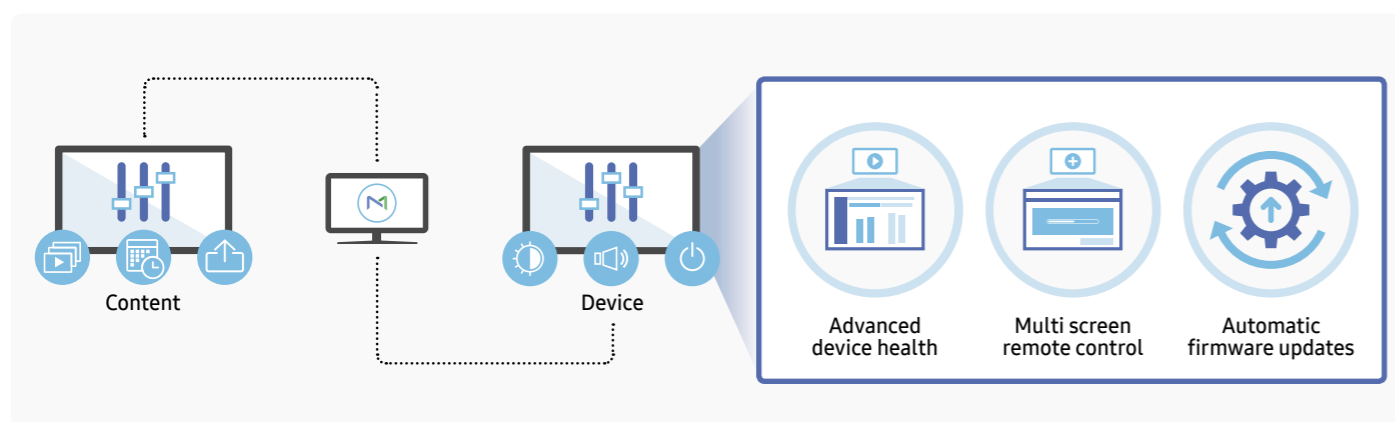 Content
Device
Advanced
device health
Multi screen
remote control
Automatic
firmware updates